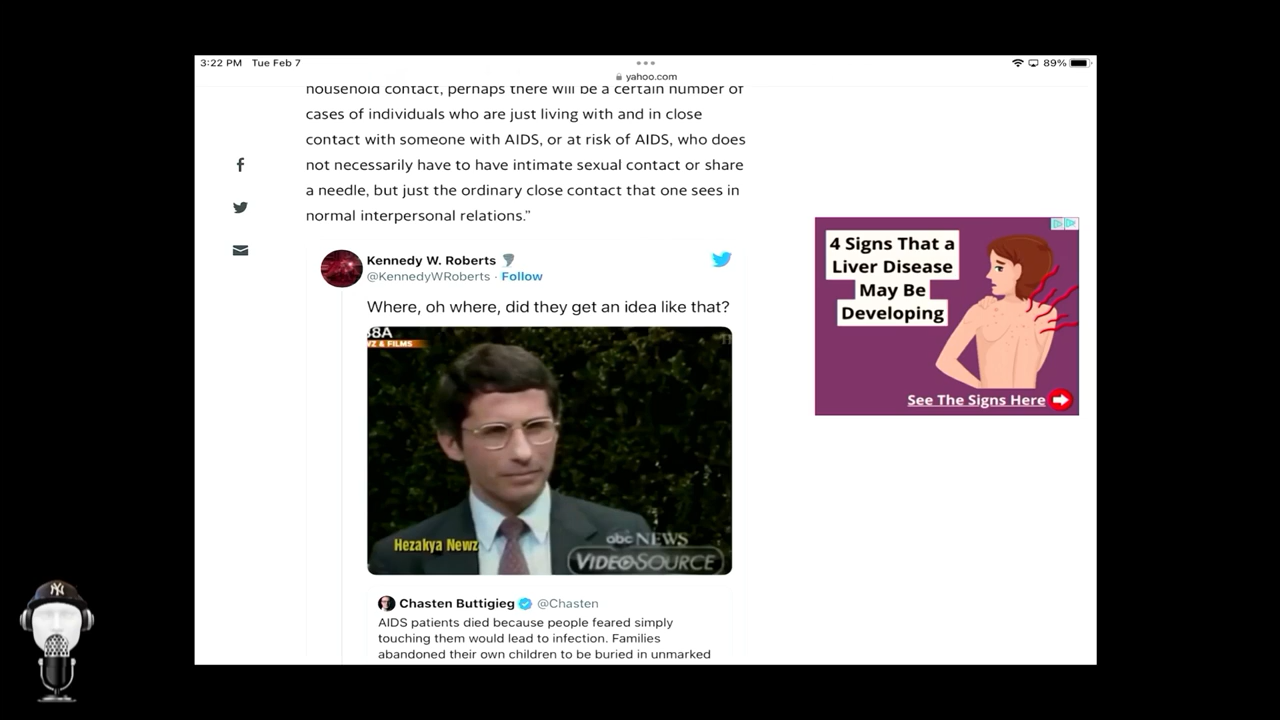 3:22 PM Tue Feb 7
89%
yahoo.com
household contact, perhaps there will be a certain number of
cases of individuals who are just living with and in close
contact with someone with AIDS, or at risk of AIDS, who does
not necessarily have to have intimate sexual contact or share
a needle, but just the ordinary close contact that one sees in
normal interpersonal relations.”
Kennedy W. Roberts
@KennedyWRoberts · Follow
Where, oh where, did they get an idea like that?
38A
WZ & FILMS
Hezakya Newz
abc NEWS
VIDEOSOURCE
Chasten Buttigieg @Chasten
AIDS patients died because people feared simply
touching them would lead to infection. Families
abandoned their own children to be buried in unmarked
4 Signs That a
Liver Disease
May Be
Developing
See The Signs Here
NY